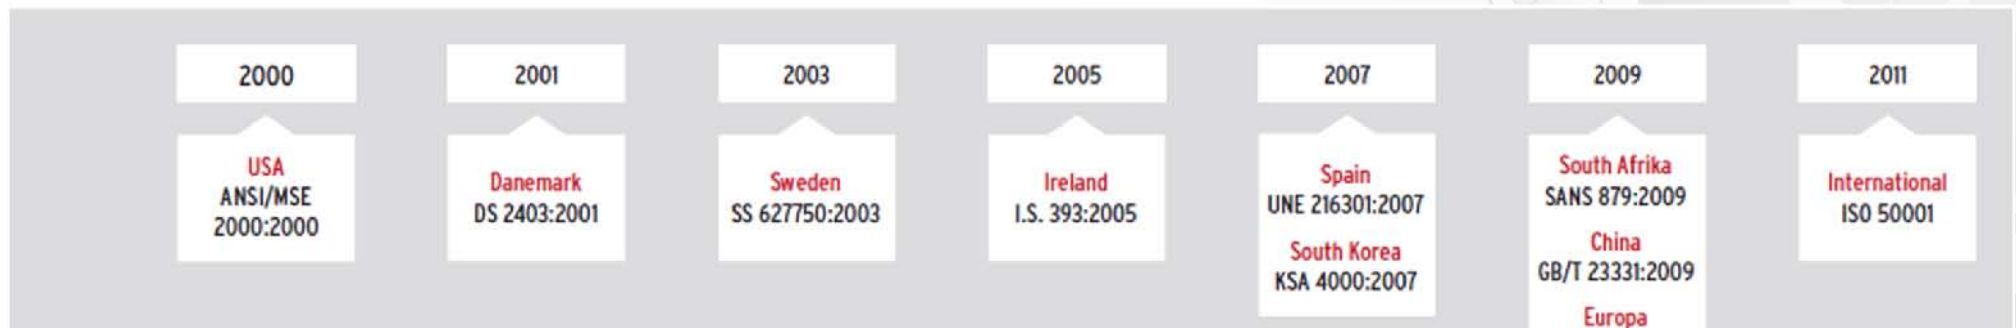 2000
USA
ANSI/MSE
2000:2000
2001
Danemark
DS 2403:2001
2003
Sweden
SS 627750:2003
2005
Ireland
I.S. 393:2005
2007
Spain
UNE 216301:2007
South Korea
KSA 4000:2007
2009
South Afrika
SANS 879:2009
China
GB/T 23331:2009
Europa
2011
International
ISO 50001